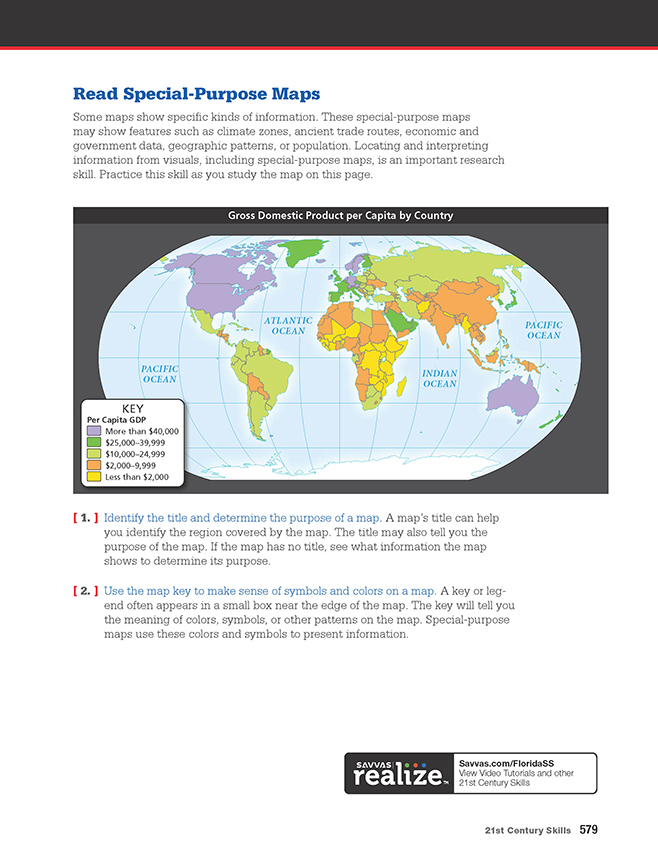 Read Special-Purpose Maps
Some maps show specific kinds of information. These special-purpose maps
may show features such as climate zones, ancient trade routes, economic and
government data, geographic patterns, or population. Locating and interpreting
information from visuals, including special-purpose maps, is an important research
skill. Practice this skill as you study the map on this page.
Gross Domestic Product per Capita by Country
ATLANTIC
OCEAN
PACIFIC
OCEAN
PACIFIC
OCEAN
INDIAN
OCEAN
KEY
Per Capita GDP
More than $40,000
$25,000–39,999
$10,000–24,999
$2,000–9,999
Less than $2,000
[ 1. ] Identify the title and determine the purpose of a map. A map's title can help
you identify the region covered by the map. The title may also tell you the
purpose of the map. If the map has no title, see what information the map
shows to determine its purpose.
[ 2. ] Use the map key to make sense of symbols and colors on a map. A key or leg-
end often appears in a small box near the edge of the map. The key will tell you
the meaning of colors, symbols, or other patterns on the map. Special-purpose
maps use these colors and symbols to present information.
SAVVAS
realize™
Savvas.com/FloridaSS
View Video Tutorials and other
21st Century Skills
21st Century Skills 579